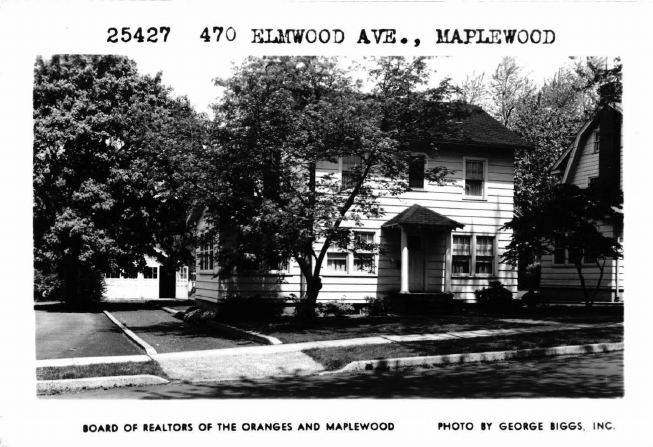 25427 470 ELMWOOD AVE., MAPLEWOOD
BOARD OF REALTORS OF THE ORANGES AND MAPLEWOOD PHOTO BY GEORGE BIGGS, INC.